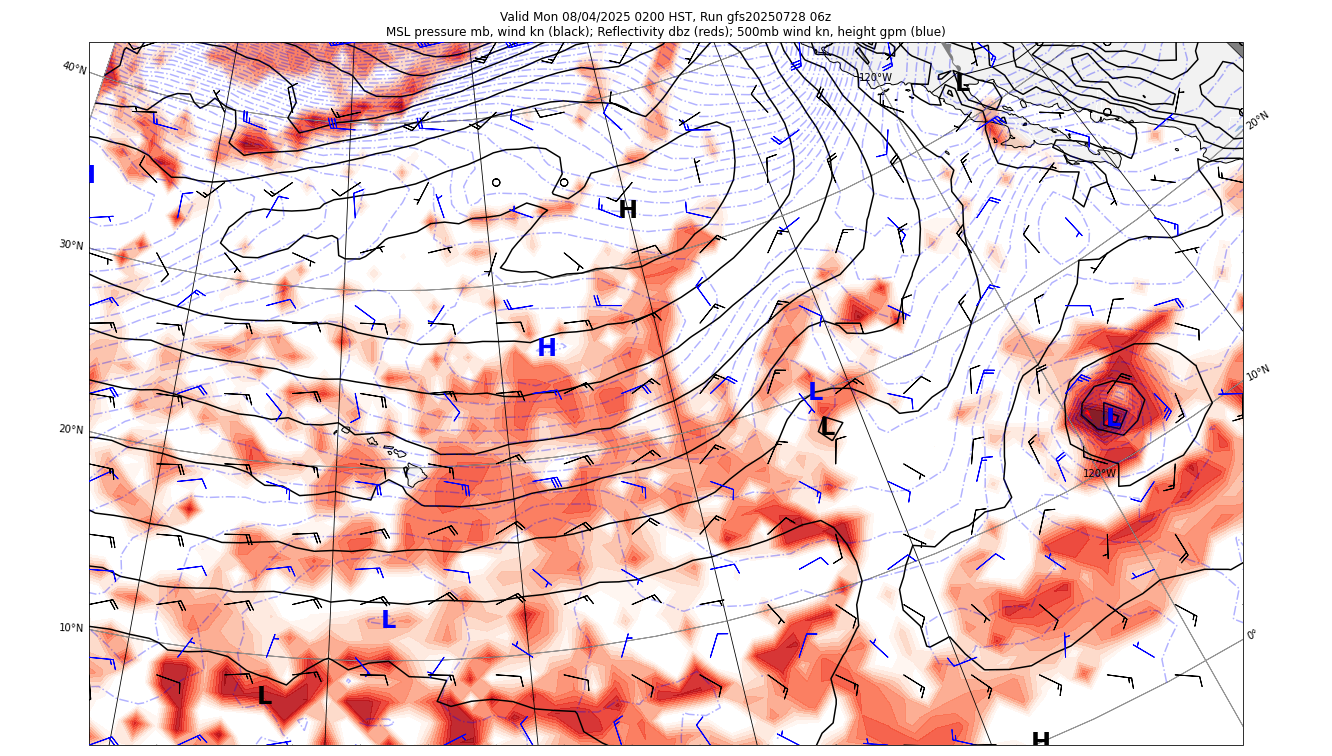 Valid Mon 08/04/2025 0200 HST, Run gfs20250728 06z
MSL pressure mb, wind kn (black); Reflectivity dbz (reds); 500mb wind kn, height gpm (blue)
40°N
120°W
L
20°N
H
30°N
H
10°N
L
L
L
20°N
120°W
L
10°N
0°
L
H